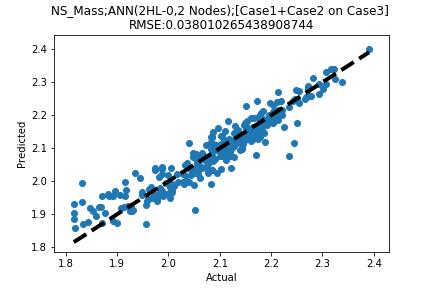 NS_Mass;ANN(2HL-0,2 Nodes);[Case1+Case2 on Case3]
RMSE:0.038010265438908744
2.4
2.3
2.2
2.1
2.0
1.9
1.8
Predicted
1.8 1.9 2.0 2.1 2.2 2.3 2.4
Actual